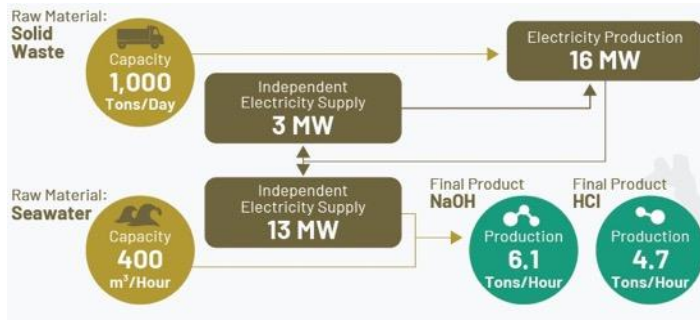 Raw Material:
Solid
Waste
Capacity
1,000
Tons/Day
Electricity Production
16 MW
Independent
Electricity Supply
3 MW
Raw Material:
Seawater
Capacity
400
m³/Hour
Independent
Electricity Supply
13 MW
Final Product
NaOH
Production
6.1
Tons/Hour
Final Product
HCl
Production
4.7
Tons/Hour